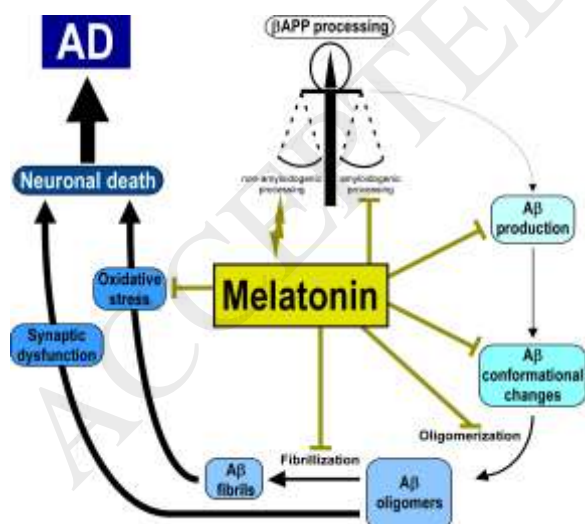 AD
βAPP processing
non-amyloidogenic
processing
amyloidogenic
processing
Neuronal death
Aβ
production
Oxidative
stress
Melatonin
Synaptic
dysfunction
Aβ
conformational
changes
Oligomerization
Fibrillization
Aβ
fibrils
Aβ
oligomers
ACCEPTE